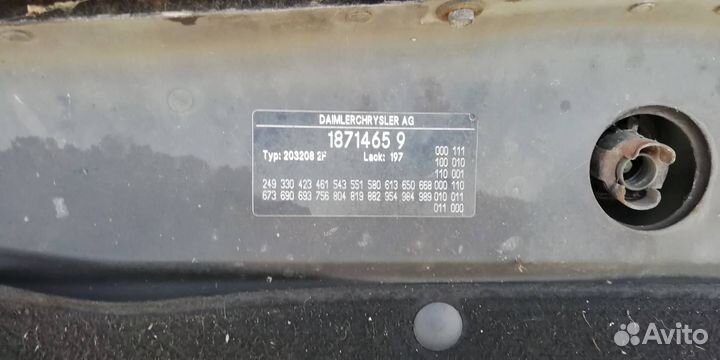 DAIMLERCHRYSLER AG
1871465 9
000 111
Typ: 203208 2F Lack: 197
100 010
110 001
249 330 423 461 543 551 580 613 650 668 000 110
673 690 693 756 804 819 882 954 984 989 010 011
011 000
Avito